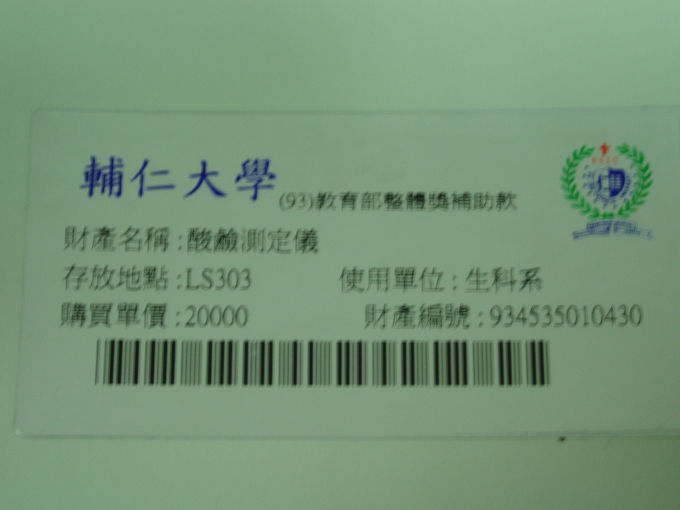 輔仁大學 (93)教育部整體獎補助款
財產名稱:酸鹼測定儀
存放地點:LS303 使用單位:生科系
購買單價:20000 財產編號:934535010430